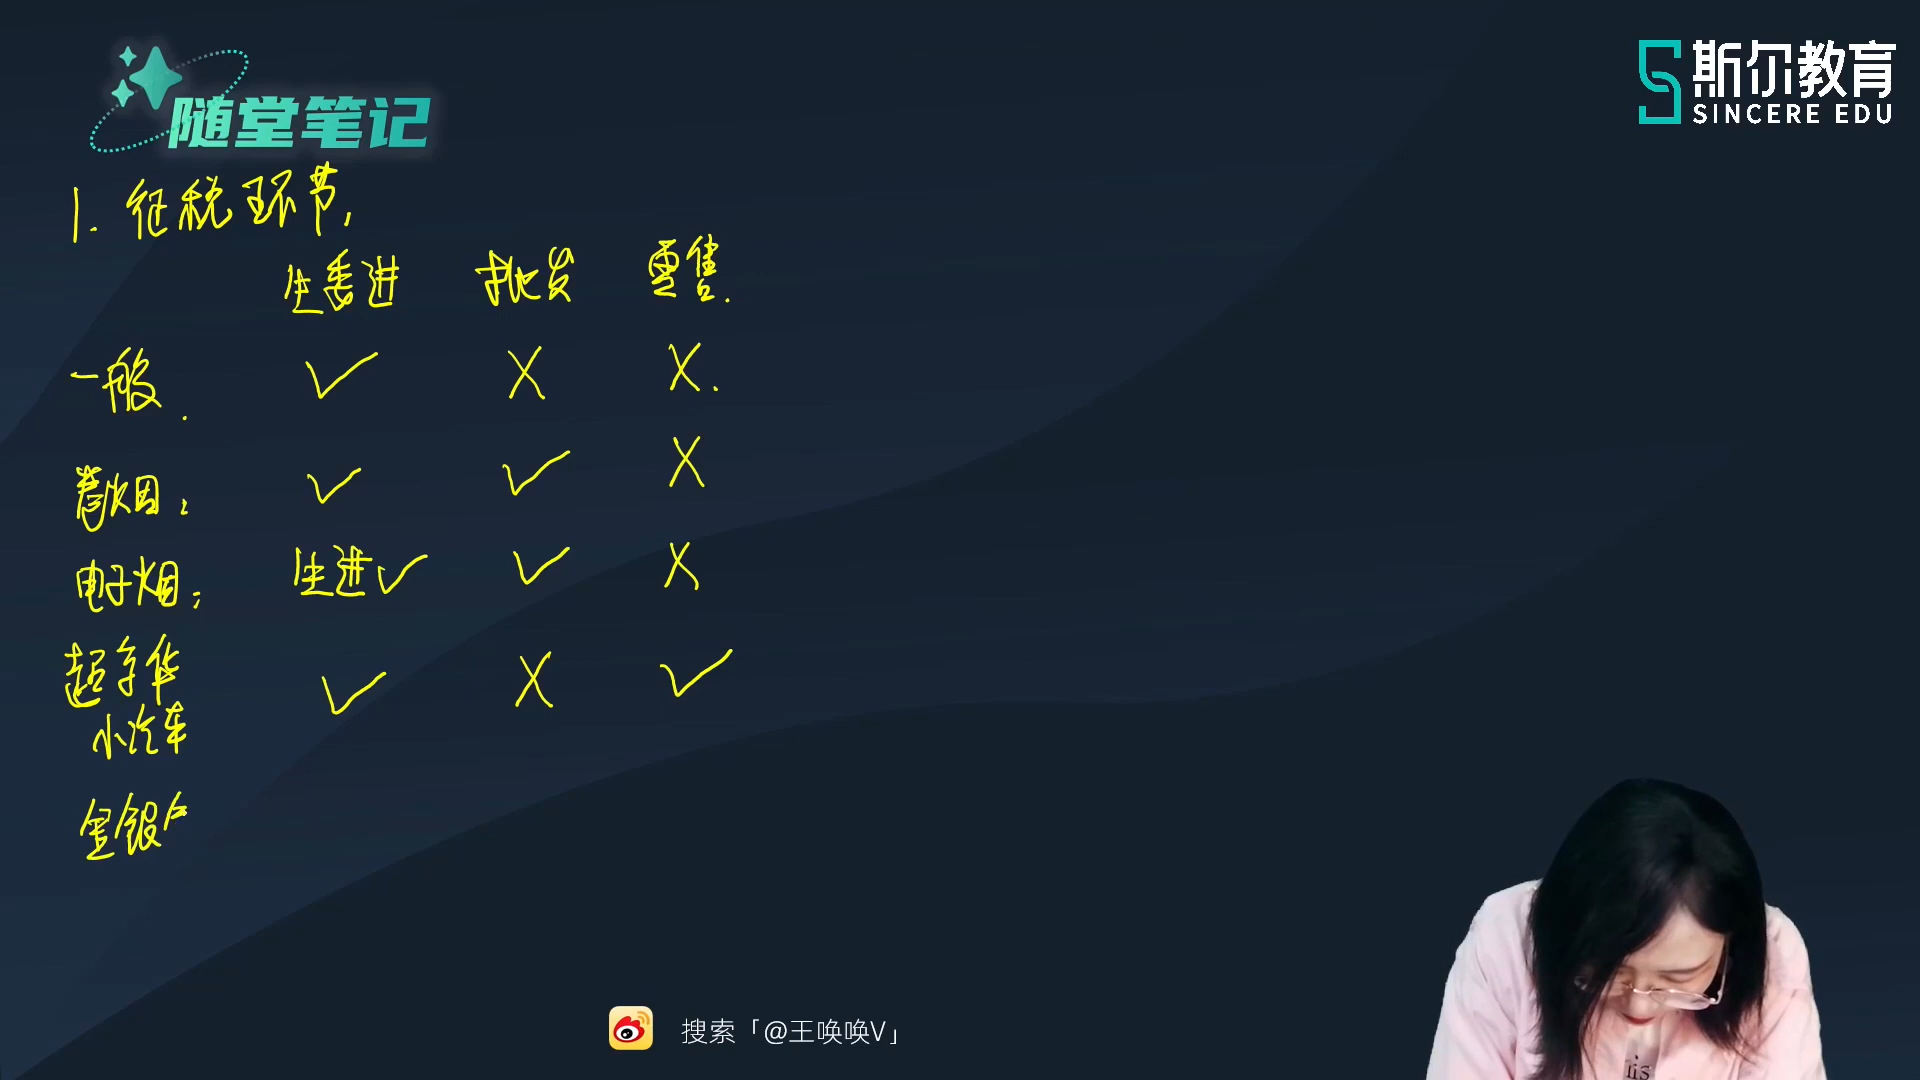 随堂笔记
斯尔教育
SINCERE EDU
1. 征税环节,
生委进 批发 零售.
一般. ✓ X X.
卷烟: ✓ ✓ X
电子烟: 生进✓ ✓ X
超豪华 ✓ X ✓
小汽车
金银
搜索「@王唤唤V」